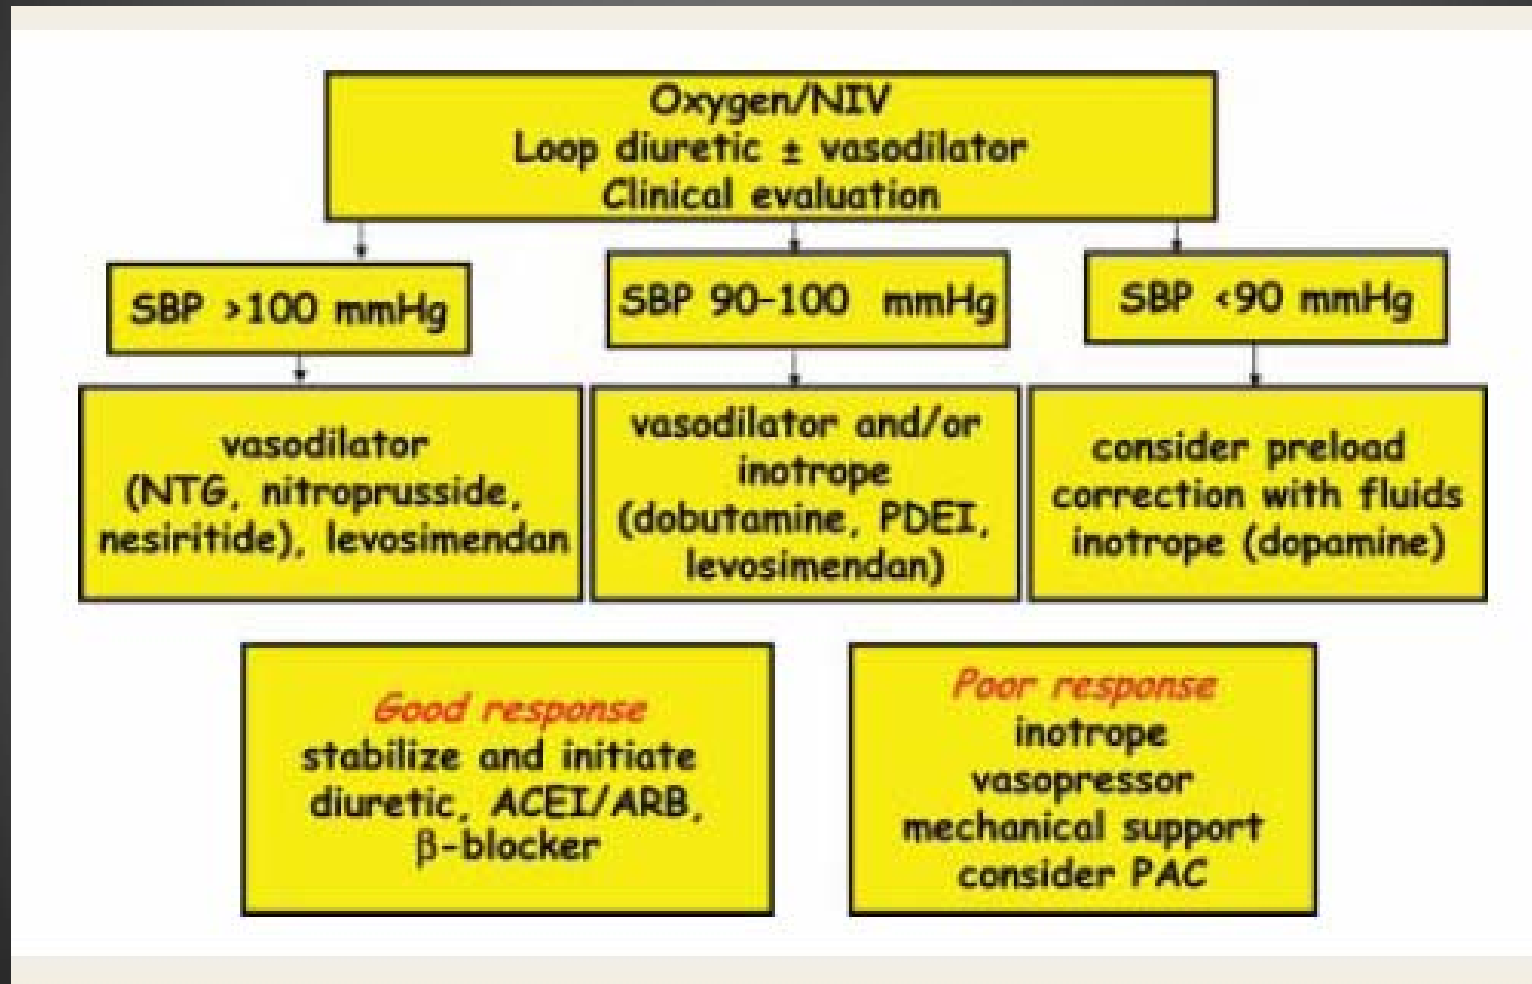 Oxygen/NIV
Loop diuretic ± vasodilator
Clinical evaluation
SBP >100 mmHg
SBP 90-100 mmHg
SBP <90 mmHg
vasodilator
(NTG, nitroprusside,
nesiritide), levosimendan
vasodilator and/or
inotrope
(dobutamine, PDEI,
levosimendan)
consider preload
correction with fluids
inotrope (dopamine)
Good response
stabilize and initiate
diuretic, ACEI/ARB,
β-blocker
Poor response
inotrope
vasopressor
mechanical support
consider PAC